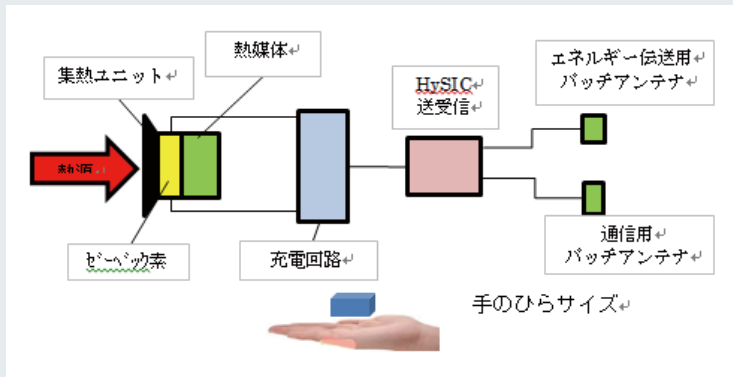 熱媒体
集熱ユニット
エネルギー伝送用
パッチアンテナ
HySIC
送受信
熱源
ゼーベック素
充電回路
通信用
パッチアンテナ
手のひらサイズ